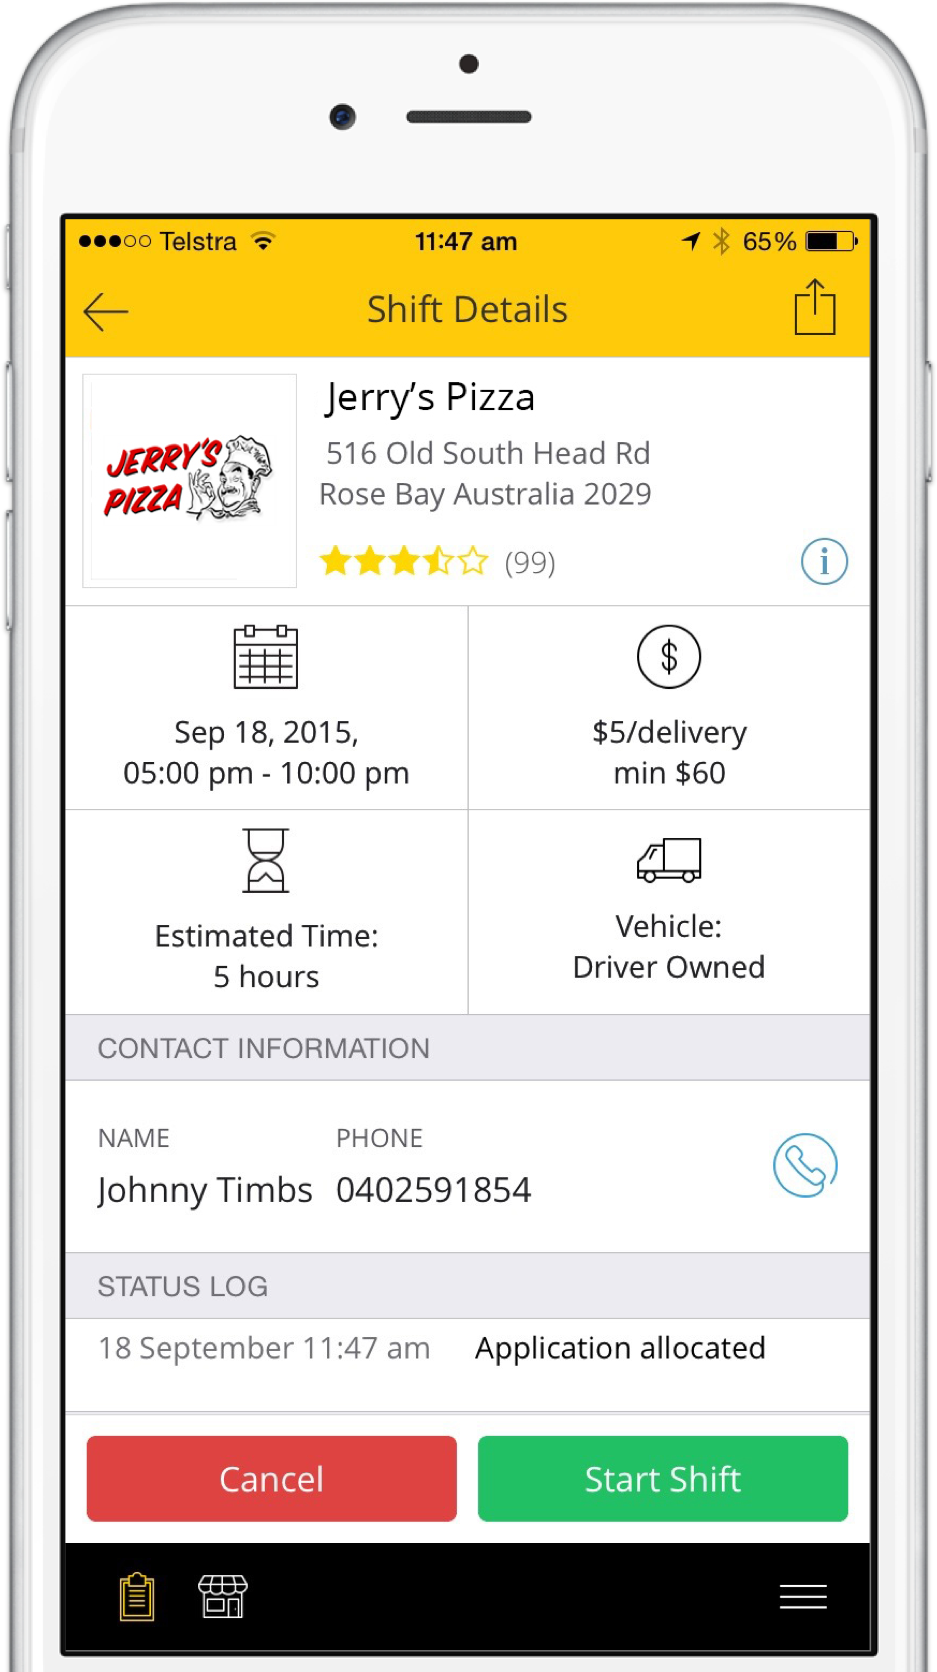 Telstra 11:47 am 65%
Shift Details
JERRY'S
PIZZA
Jerry’s Pizza
516 Old South Head Rd
Rose Bay Australia 2029
(99)
i
Sep 18, 2015,
05:00 pm - 10:00 pm
$
$5/delivery
min $60
Estimated Time:
5 hours
Vehicle:
Driver Owned
CONTACT INFORMATION
NAME PHONE
Johnny Timbs 0402591854
STATUS LOG
18 September 11:47 am Application allocated
Cancel Start Shift